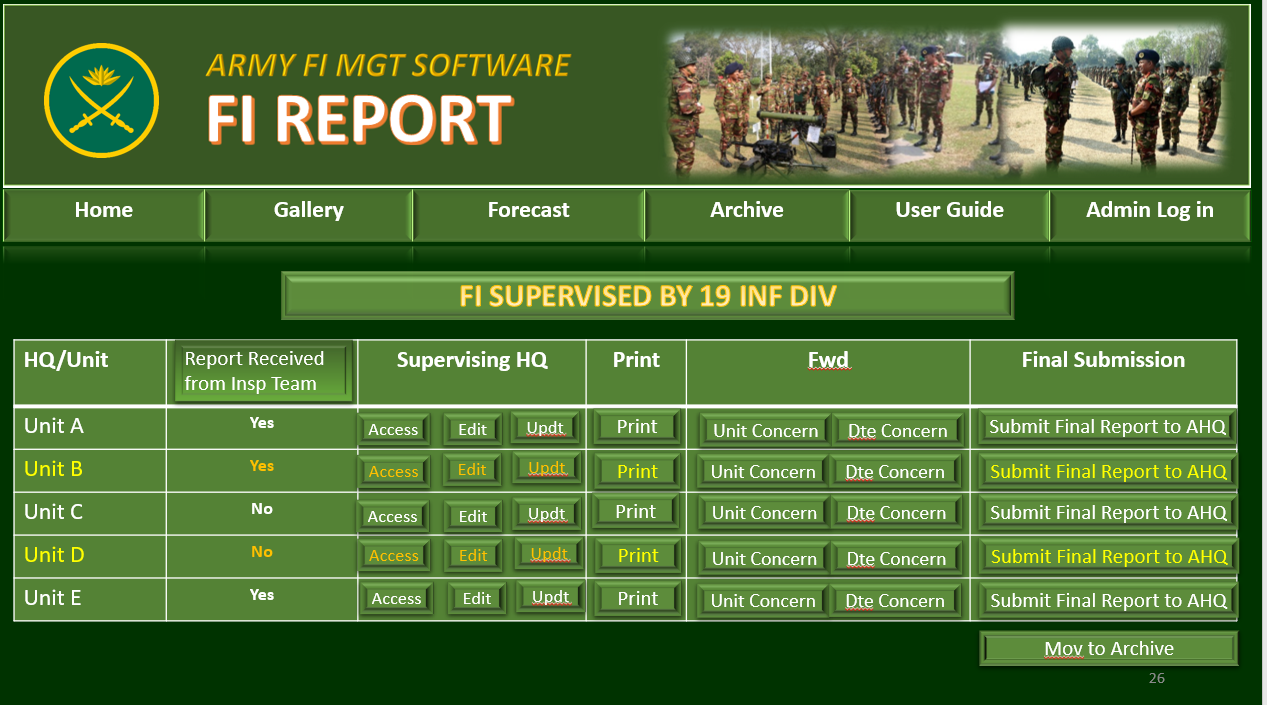 ARMY FI MGT SOFTWARE
FI REPORT
Home Gallery Forecast Archive User Guide Admin Log in
FI SUPERVISED BY 19 INF DIV
HQ/Unit Report Received from Insp Team Supervising HQ Print Fwd Final Submission
Unit A Yes Access Edit Updt Print Unit Concern Dte Concern Submit Final Report to AHQ
Unit B Yes Access Edit Updt Print Unit Concern Dte Concern Submit Final Report to AHQ
Unit C No Access Edit Updt Print Unit Concern Dte Concern Submit Final Report to AHQ
Unit D No Access Edit Updt Print Unit Concern Dte Concern Submit Final Report to AHQ
Unit E Yes Access Edit Updt Print Unit Concern Dte Concern Submit Final Report to AHQ
Mov to Archive
26